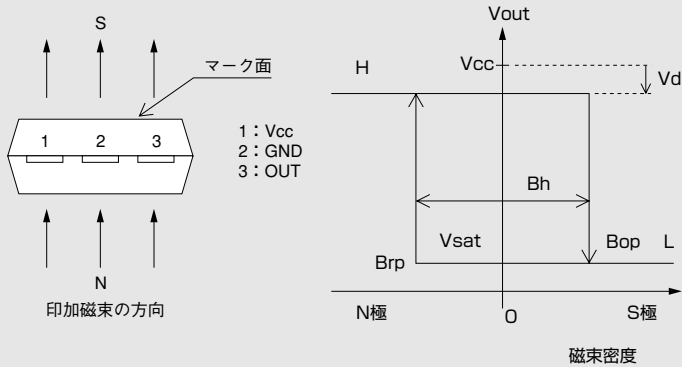 S
マーク面
1 2 3
1：Vcc
2：GND
3：OUT
N
印加磁束の方向
Vout
Vcc
H
Vd
Bh
Vsat
Bop
L
Brp
N極
O
S極
磁束密度